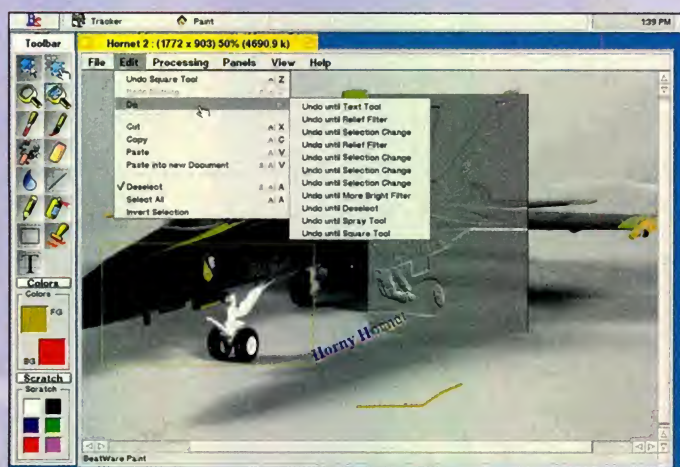 Be Tracker Paint 1:39 PM
Toolbar
Hornet 2 : (1772 x 903) 50% (4690.9 k)
File Edit Processing Panels View Help
Undo Square Tool A Z
Do
Cut A X
Copy A C
Paste A V
Paste into new Document S A V
Deselect S A A
Select All A A
Invert Selection
Undo until Text Tool
Undo until Relief Filter
Undo until Selection Change
Undo until Relief Filter
Undo until Selection Change
Undo until Selection Change
Undo until Selection Change
Undo until More Bright Filter
Undo until Deselect
Undo until Spray Tool
Undo until Square Tool
T
Colors
Colors
FG
BG
Scratch
Scratch
Horny Hornet
BeatWare Paint